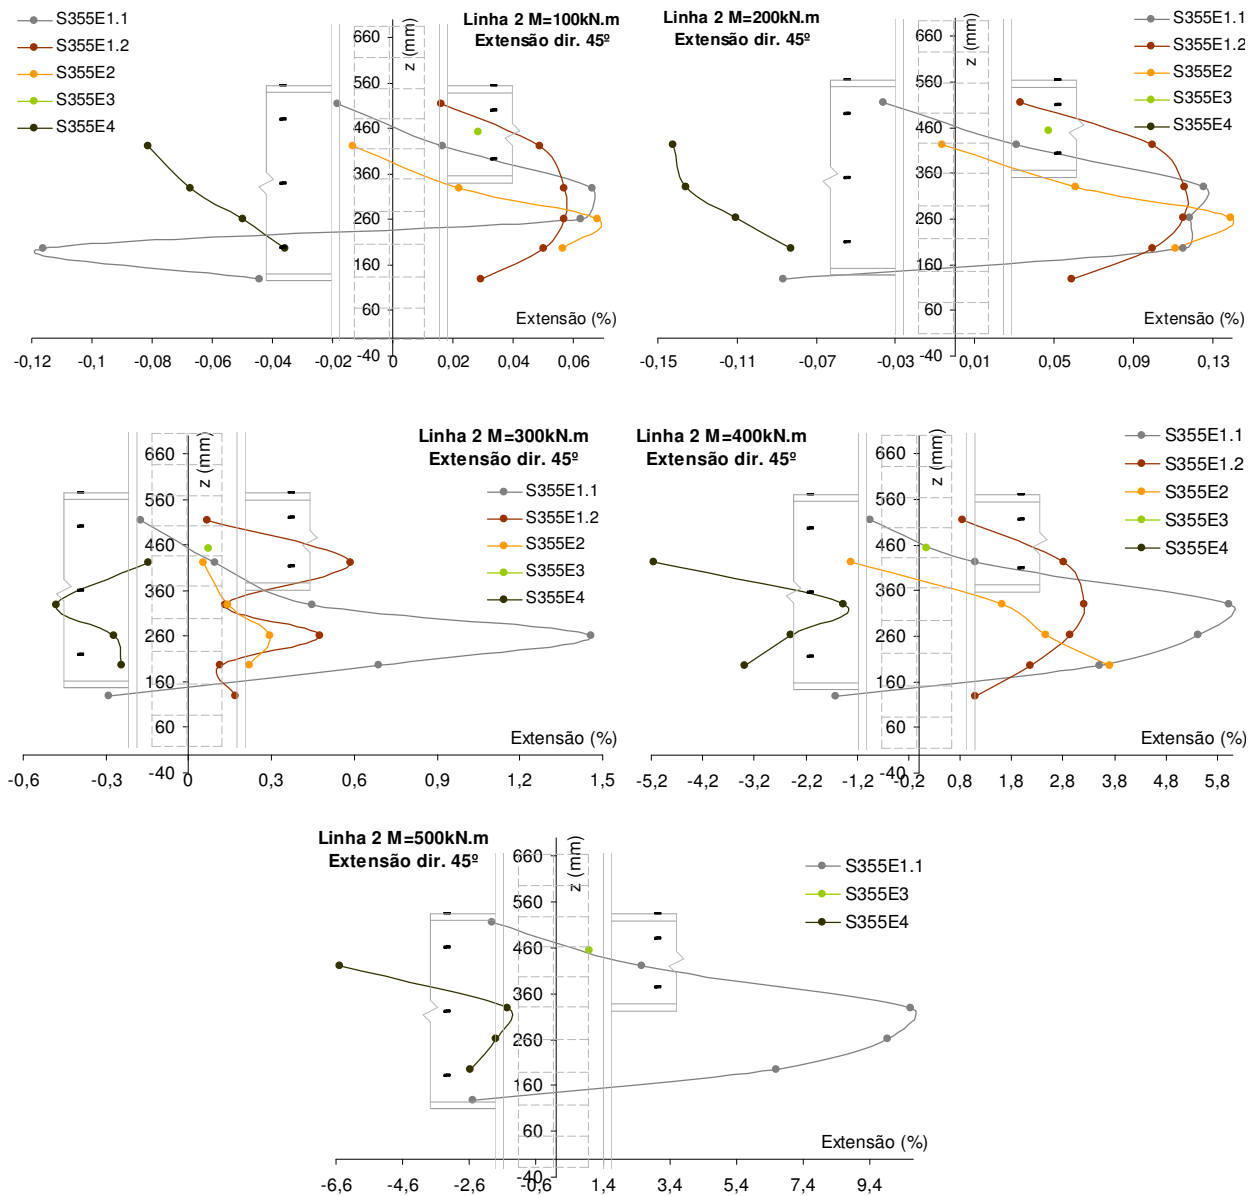 S355E1.1
S355E1.2
S355E2
S355E3
S355E4
Linha 2 M=100kN.m
Extensão dir. 45º
z (mm)
660
560
460
360
260
160
60
-40
Extensão (%)
-0,12
-0,1
-0,08
-0,06
-0,04
-0,02
0
0,02
0,04
0,06
Linha 2 M=200kN.m
Extensão dir. 45º
z (mm)
S355E1.1
S355E1.2
S355E2
S355E3
S355E4
660
560
460
360
260
160
60
-40
Extensão (%)
-0,15
-0,11
-0,07
-0,03
0,01
0,05
0,09
0,13
Linha 2 M=300kN.m
Extensão dir. 45º
z (mm)
S355E1.1
S355E1.2
S355E2
S355E3
S355E4
660
560
460
360
260
160
60
-40
Extensão (%)
-0,6
-0,3
0
0,3
0,6
0,9
1,2
1,5
Linha 2 M=400kN.m
Extensão dir. 45º
z (mm)
S355E1.1
S355E1.2
S355E2
S355E3
S355E4
660
560
460
360
260
160
60
-40
Extensão (%)
-5,2
-4,2
-3,2
-2,2
-1,2
-0,2
0,8
1,8
2,8
3,8
4,8
5,8
Linha 2 M=500kN.m
Extensão dir. 45º
z (mm)
S355E1.1
S355E3
S355E4
660
560
460
360
260
160
60
-40
Extensão (%)
-6,6
-4,6
-2,6
-0,6
1,4
3,4
5,4
7,4
9,4